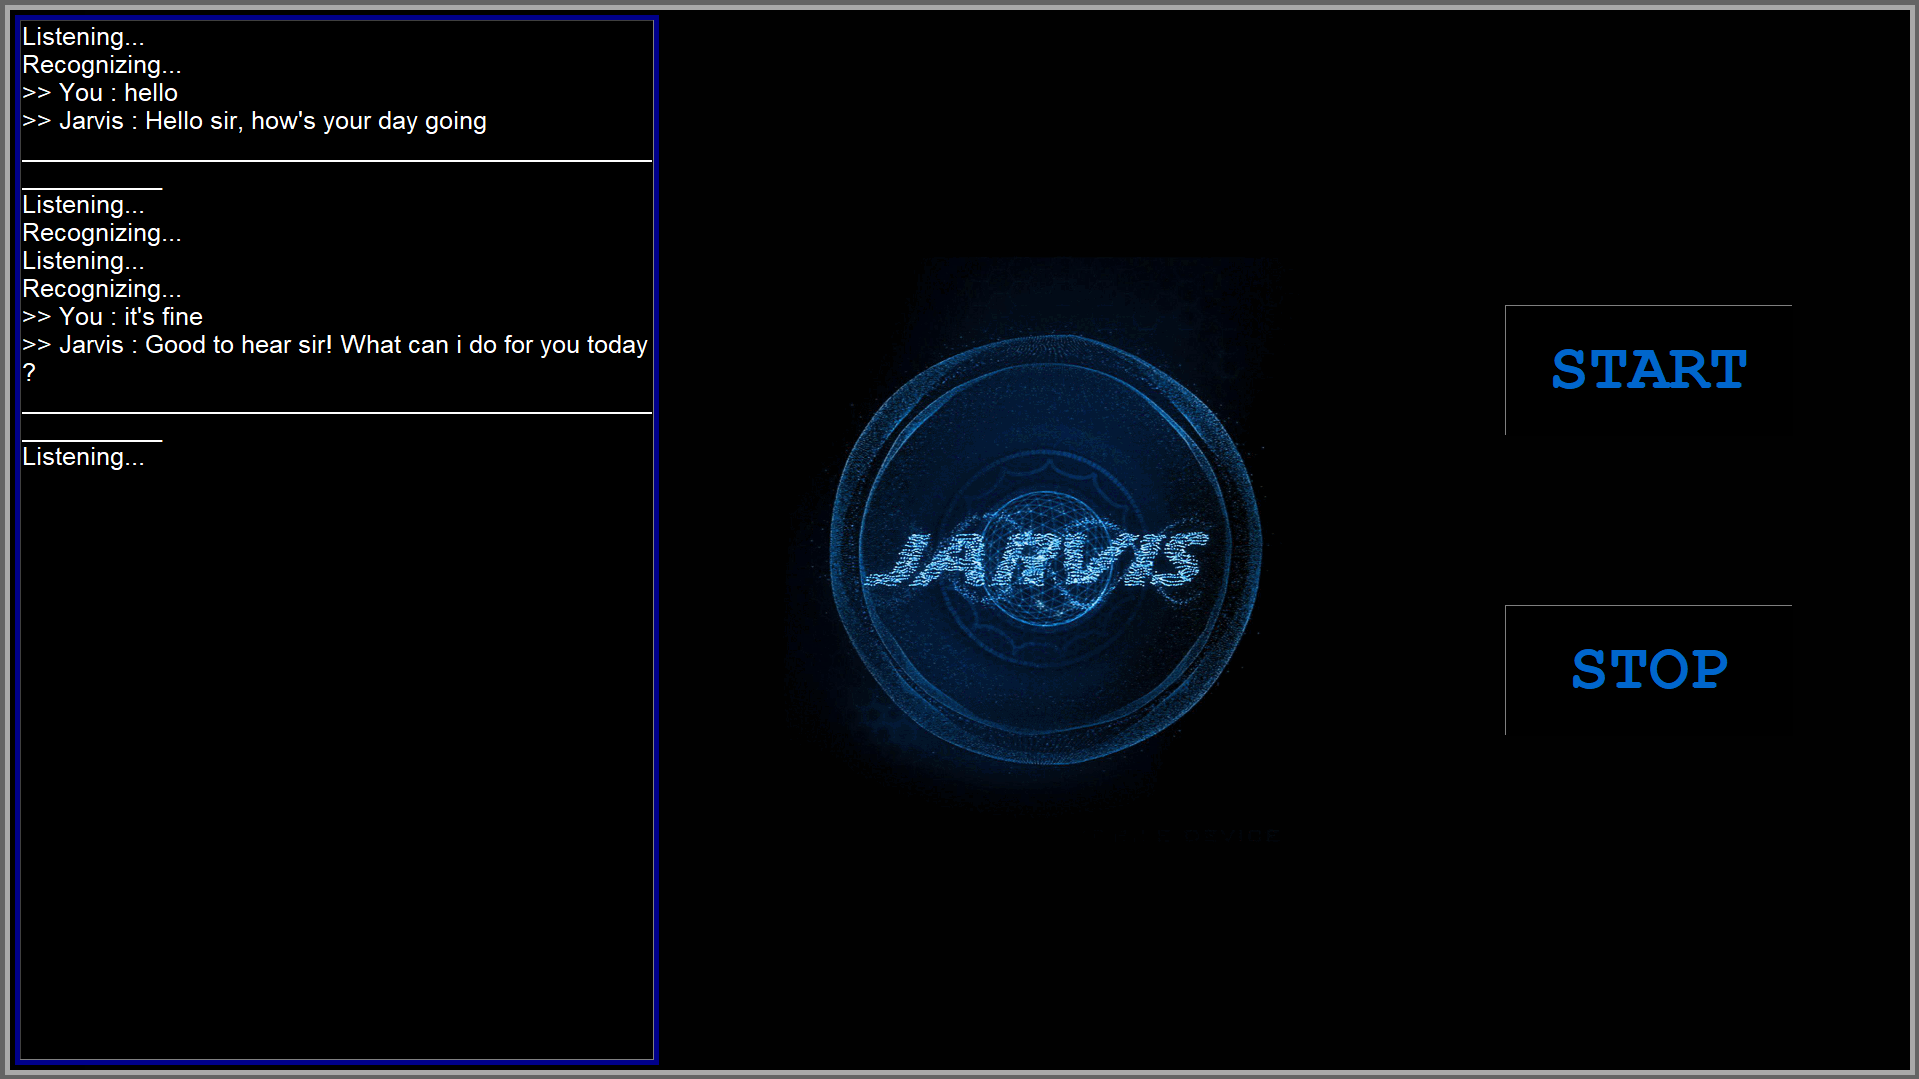 Listening...
Recognizing...
>> You : hello
>> Jarvis : Hello sir, how's your day going
Listening...
Recognizing...
Listening...
Recognizing...
>> You : it's fine
>> Jarvis : Good to hear sir! What can i do for you today
?
Listening...
JARVIS
START
STOP